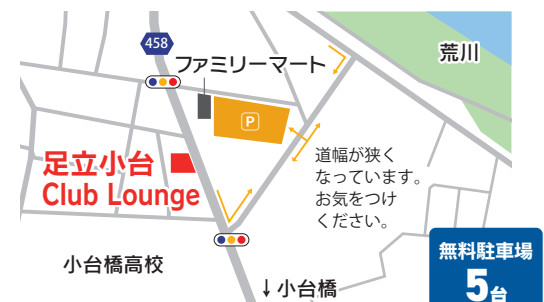 458
ファミリーマート
荒川
P
道幅が狭く
なっています。
お気をつけ
ください。
足立小台
Club Lounge
無料駐車場
5台
小台橋高校
↓小台橋